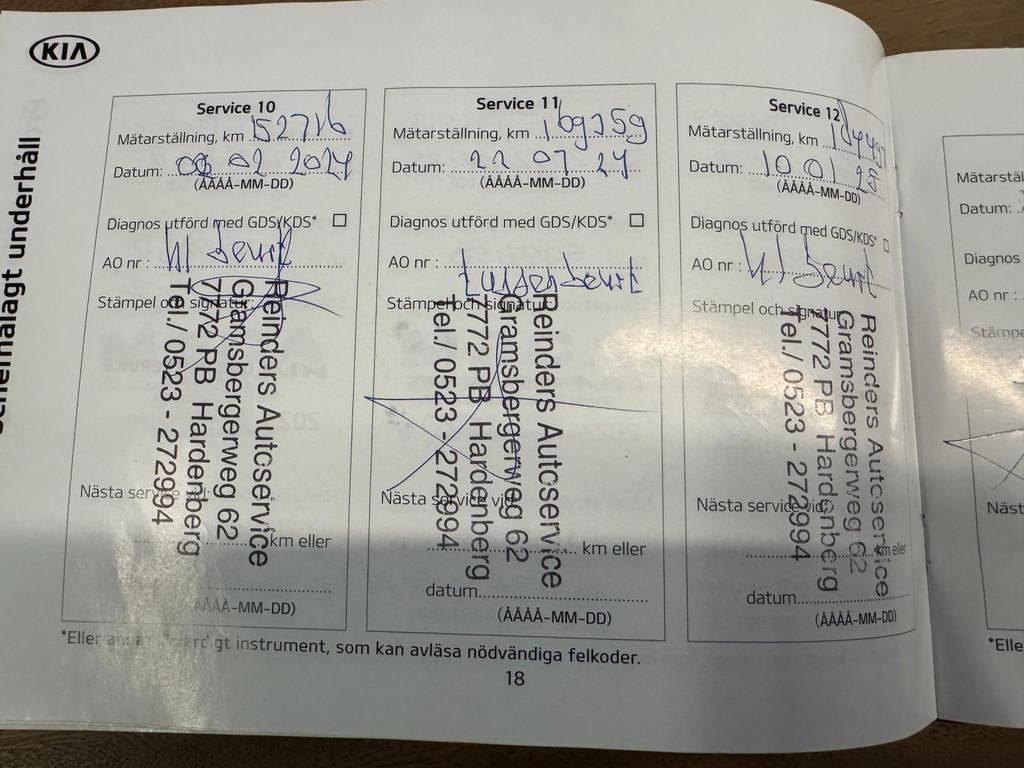 KIA
Service 10
Mätarställning, km 152716
Datum: 02 2024
(ÅÅÅÅ-MM-DD)
Diagnos utförd med GDS/KDS*
AO nr :
Stämpel och signatur:
Reinders Autoservice
Gramsbergerweg 62
7772 PB Hardenberg
Tel./ 0523 - 272994
Nästa service vid:
km eller
(ÅÅÅÅ-MM-DD)
Service 11
Mätarställning, km 169259
Datum: 22 07 24
(ÅÅÅÅ-MM-DD)
Diagnos utförd med GDS/KDS*
AO nr : Tussen beurt
Stämpel och signatur
Reinders Autoservice
Gramsbergerweg 62
7772 PB Hardenberg
Tel./ 0523 - 272994
Nästa service vid:
km eller
datum
(ÅÅÅÅ-MM-DD)
Service 12
Mätarställning, km
Datum: 10 01 25
(ÅÅÅÅ-MM-DD)
Diagnos utförd med GDS/KDS*
AO nr : beurt
Stämpel och signatur
Reinders Autoservice
Gramsbergerweg 62
7772 PB Hardenberg
Tel./ 0523 - 272994
Nästa service vid:
km eller
datum
(ÅÅÅÅ-MM-DD)
*Eller gt instrument, som kan avläsa nödvändiga felkoder.
18
Datum:
Diagnos
AO nr :
*Elle